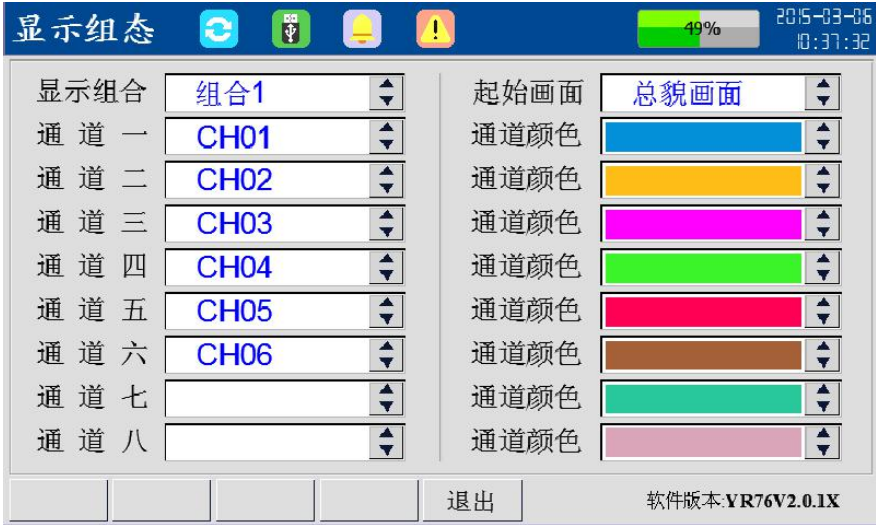 显示组态 49% 2015-03-06
10:37:32
显示组合 组合1 起始画面 总貌画面
通道一 CH01 通道颜色
通道二 CH02 通道颜色
通道三 CH03 通道颜色
通道四 CH04 通道颜色
通道五 CH05 通道颜色
通道六 CH06 通道颜色
通道七 通道颜色
通道八 通道颜色
退出 软件版本:YR76V2.0.1X